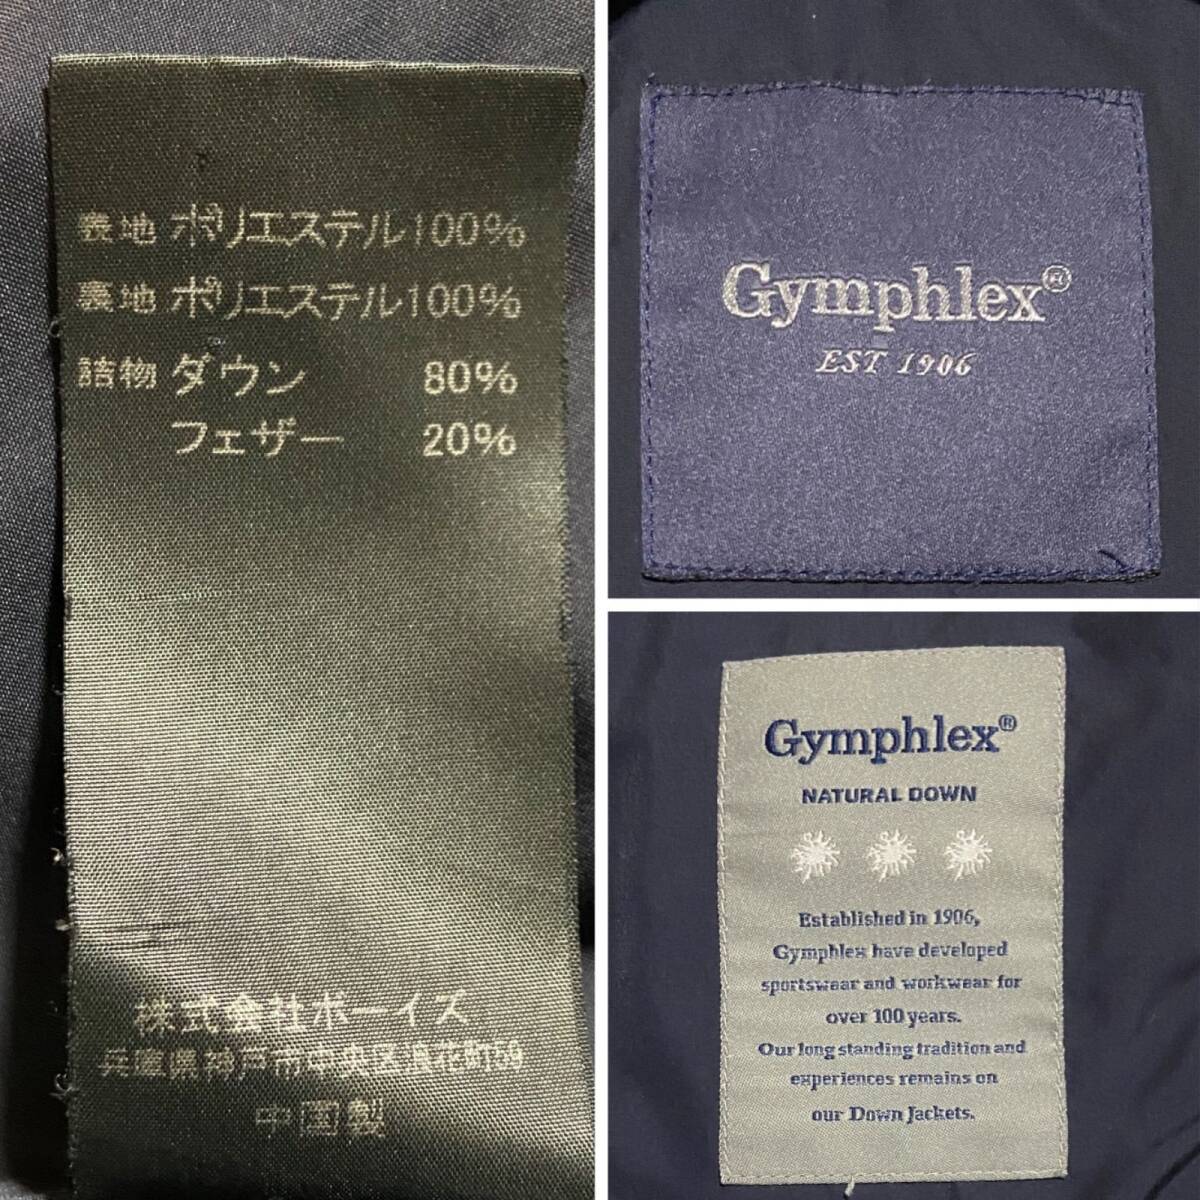 表地 ポリエステル100%
裏地 ポリエステル100%
詰物 ダウン 80%
フェザー 20%
株式会社ボーイズ
兵庫県神戸市中央区浪花町59
中国製
Gymphlex®
EST 1906
Gymphlex®
NATURAL DOWN
Established in 1906,
Gymphlex have developed
sportswear and workwear for
over 100 years.
Our long standing tradition and
experiences remains on
our Down Jackets.